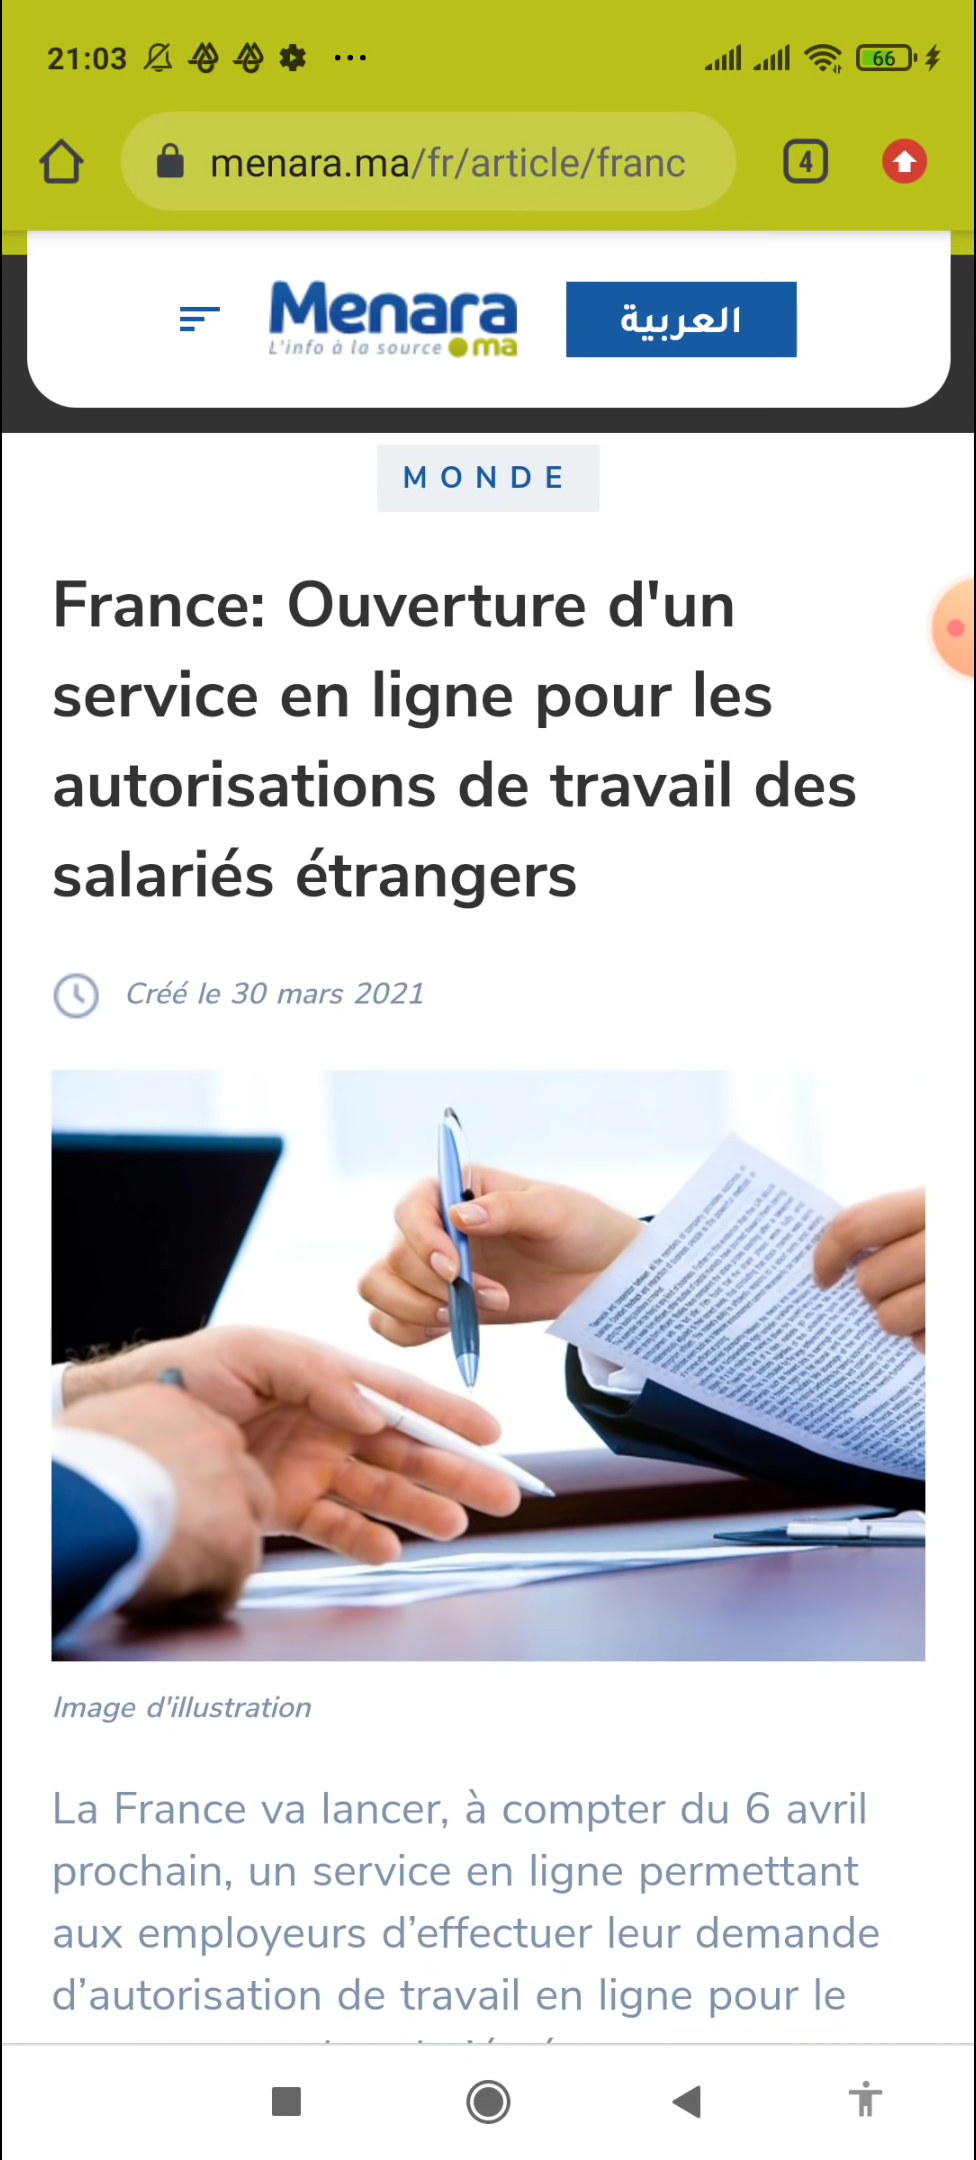 21:03
66
menara.ma/fr/article/franc
4
Menara
L'info à la source ma
العربية
MONDE
France: Ouverture d'un
service en ligne pour les
autorisations de travail des
salariés étrangers
Créé le 30 mars 2021
Image d'illustration
La France va lancer, à compter du 6 avril
prochain, un service en ligne permettant
aux employeurs d’effectuer leur demande
d’autorisation de travail en ligne pour le